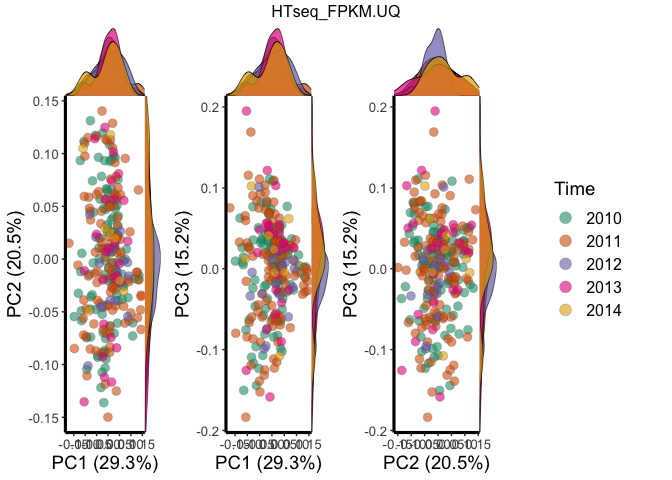 HTseq_FPKM.UQ
PC2 (20.5%)
0.15
0.10
0.05
0.00
-0.05
-0.10
-0.15
PC1 (29.3%)
PC3 (15.2%)
0.2
0.1
0.0
-0.1
-0.2
PC1 (29.3%)
PC3 (15.2%)
0.2
0.1
0.0
-0.1
-0.2
PC2 (20.5%)
Time
2010
2011
2012
2013
2014